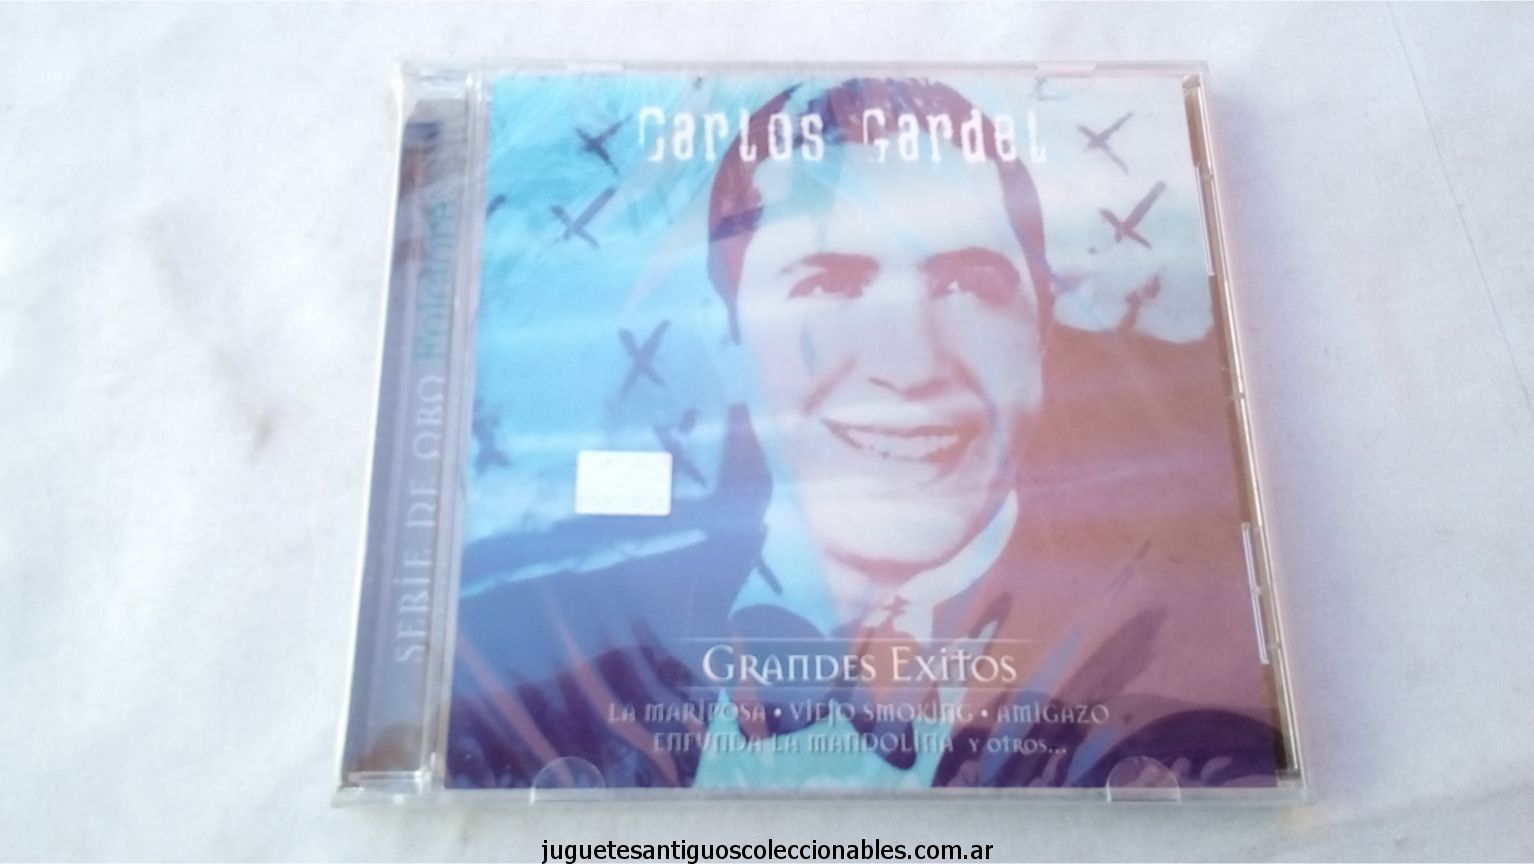 Carlos Gardel
SERIE DE ORO
GRANDES EXITOS
LA MARIPOSA • VIEJO SMOKING • AMIGAZO
ENFUNDA LA MANDOLINA Y OTROS...
juguetesantiguoscoleccionables.com.ar